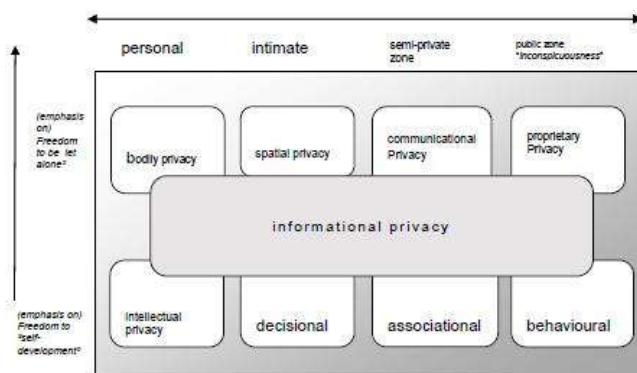 personal
intimate
semi-private
zone
public zone
"inconspicuousness"
(emphasis
on)
Freedom
to be let
alone"
bodily privacy
spatial privacy
communicational
Privacy
proprietary
Privacy
informational privacy
(emphasis on)
Freedom to
"self-
development"
intellectual
privacy
decisional
associational
behavioural